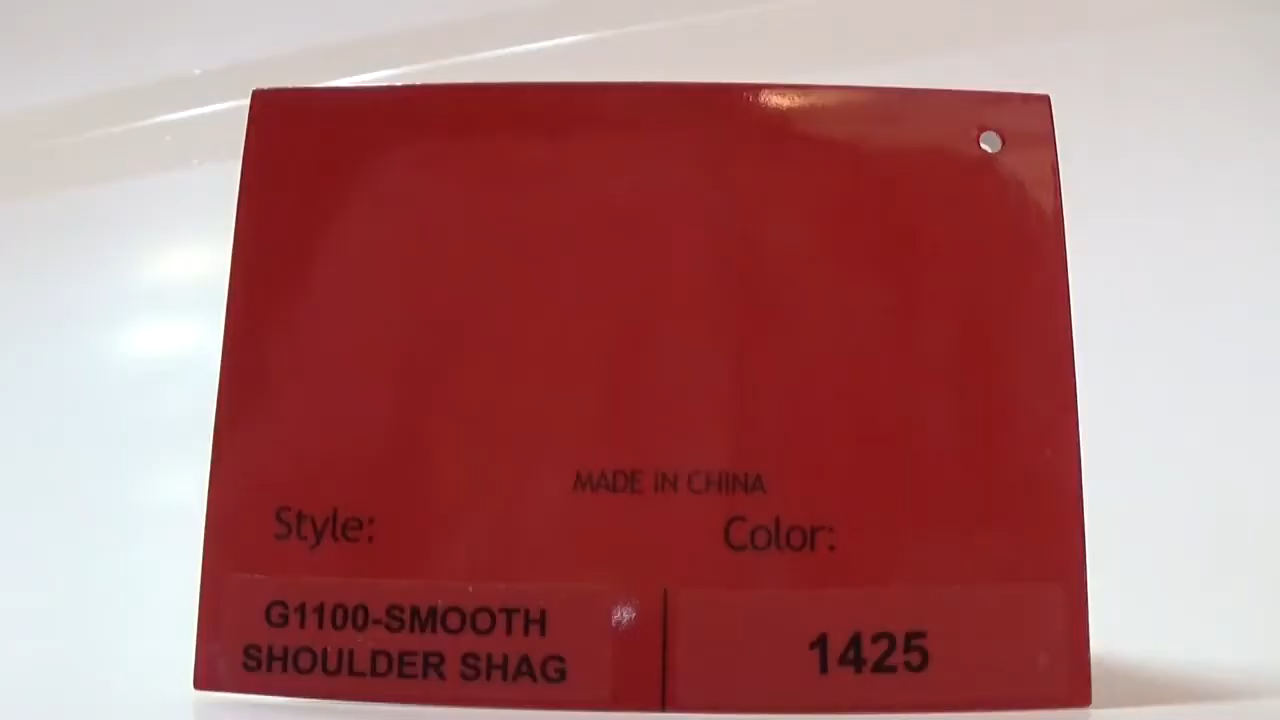 MADE IN CHINA
Style:
Color:
G1100-SMOOTH
SHOULDER SHAG
1425